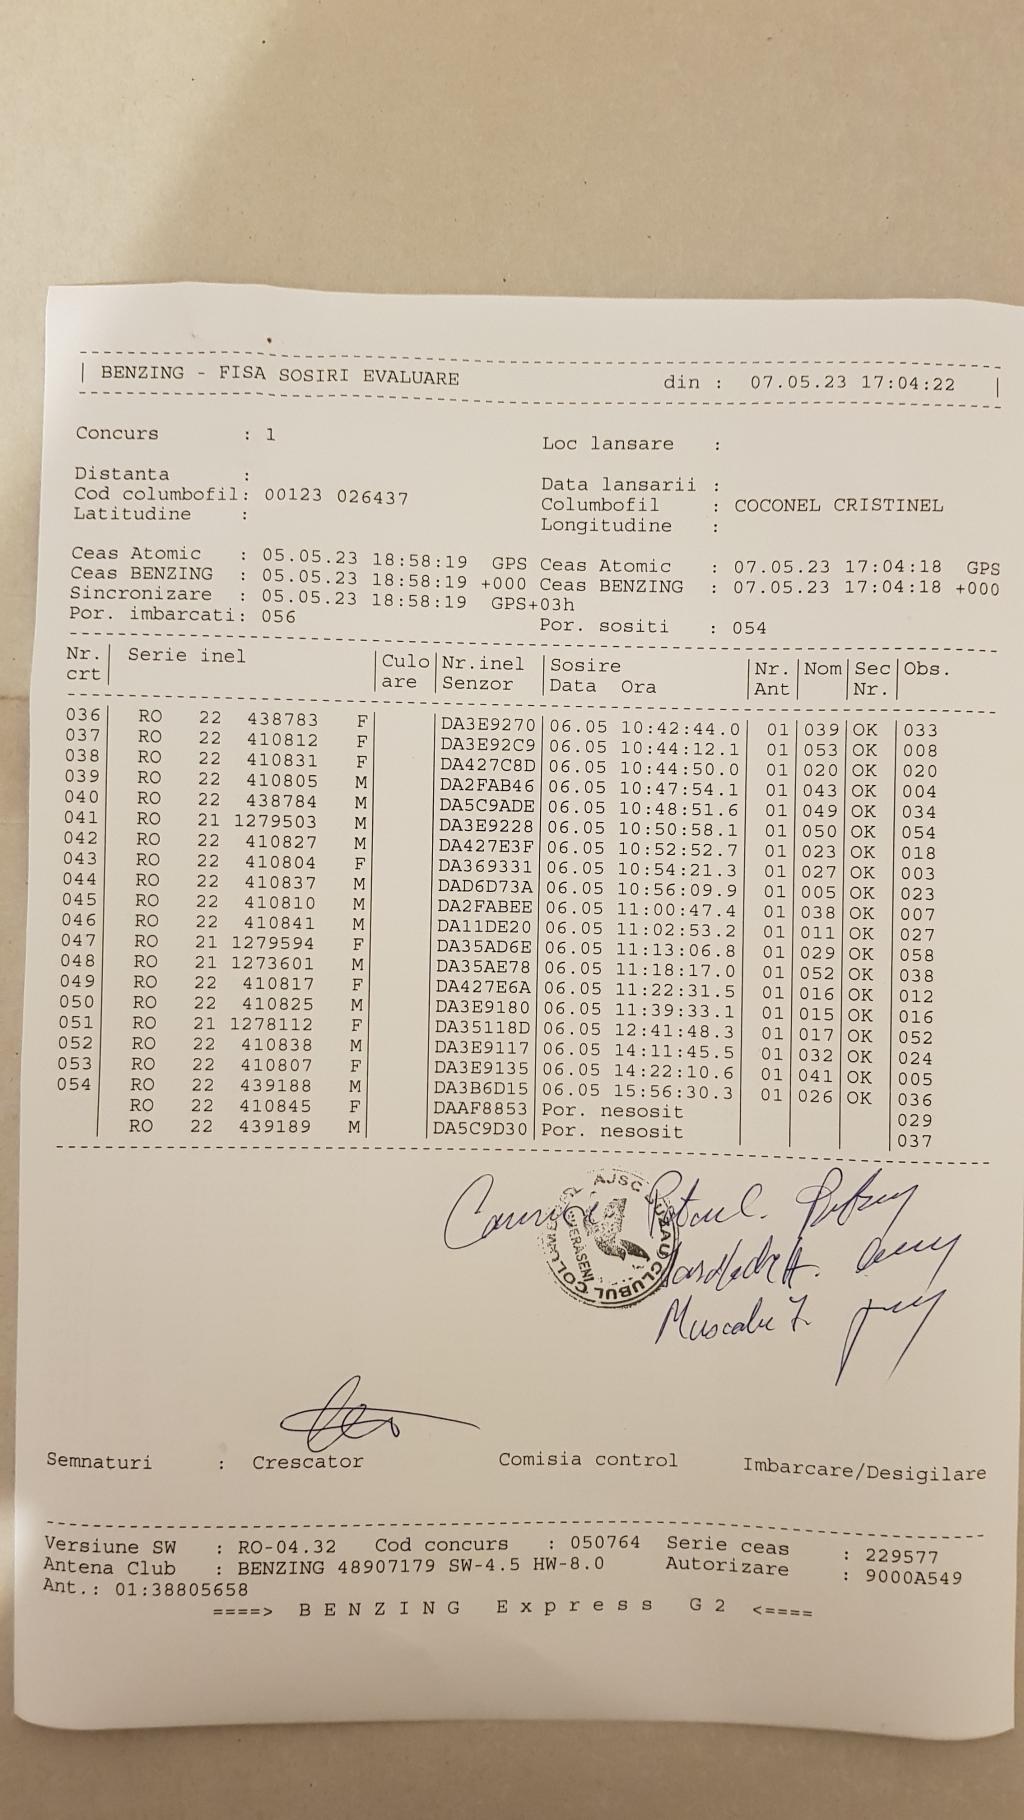 BENZING - FISA SOSIRI EVALUARE din : 07.05.23 17:04:22
Concurs : 1 Loc lansare :
Distanta : Data lansarii :
Cod columbofil: 00123 026437 Columbofil : COCONEL CRISTINEL
Latitudine : Longitudine :
Ceas Atomic : 05.05.23 18:58:19 GPS Ceas Atomic : 07.05.23 17:04:18 GPS
Ceas BENZING : 05.05.23 18:58:19 +000 Ceas BENZING : 07.05.23 17:04:18 +000
Sincronizare : 05.05.23 18:58:19 GPS+03h
Por. imbarcati: 056 Por. sositi : 054
Nr. Serie inel Culo Nr.inel Sosire Nr. Nom Sec Obs.
crt are Senzor Data Ora Ant Nr.
036 RO 22 438783 F DA3E9270 06.05 10:42:44.0 01 039 OK 033
037 RO 22 410812 F DA3E92C9 06.05 10:44:12.1 01 053 OK 008
038 RO 22 410831 F DA427C8D 06.05 10:44:50.0 01 020 OK 020
039 RO 22 410805 M DA2FAB46 06.05 10:47:54.1 01 043 OK 004
040 RO 22 438784 M DA5C9ADE 06.05 10:48:51.6 01 049 OK 034
041 RO 21 1279503 M DA3E9228 06.05 10:50:58.1 01 050 OK 054
042 RO 22 410827 M DA427E3F 06.05 10:52:52.7 01 023 OK 018
043 RO 22 410804 F DA369331 06.05 10:54:21.3 01 027 OK 003
044 RO 22 410837 M DAD6D73A 06.05 10:56:09.9 01 005 OK 023
045 RO 22 410810 M DA2FABEE 06.05 11:00:47.4 01 038 OK 007
046 RO 22 410841 M DA11DE20 06.05 11:02:53.2 01 011 OK 027
047 RO 21 1279594 F DA35AD6E 06.05 11:13:06.8 01 029 OK 058
048 RO 21 1273601 M DA35AE78 06.05 11:18:17.0 01 052 OK 038
049 RO 22 410817 F DA427E6A 06.05 11:22:31.5 01 016 OK 012
050 RO 22 410825 M DA3E9180 06.05 11:39:33.1 01 015 OK 016
051 RO 21 1278112 F DA35118D 06.05 12:41:48.3 01 017 OK 052
052 RO 22 410838 M DA3E9117 06.05 14:11:45.5 01 032 OK 024
053 RO 22 410807 F DA3E9135 06.05 14:22:10.6 01 041 OK 005
054 RO 22 439188 M DA3B6D15 06.05 15:56:30.3 01 026 OK 036
RO 22 410845 F DAAF8853 Por. nesosit 029
RO 22 439189 M DA5C9D30 Por. nesosit 037
AJSC BUZAU CLUBUL
Semnaturi : Crescator Comisia control Imbarcare/Desigilare
Versiune SW : RO-04.32 Cod concurs : 050764 Serie ceas : 229577
Antena Club : BENZING 48907179 SW-4.5 HW-8.0 Autorizare : 9000A549
Ant.: 01:38805658
====> B E N Z I N G E x p r e s s G 2 <====